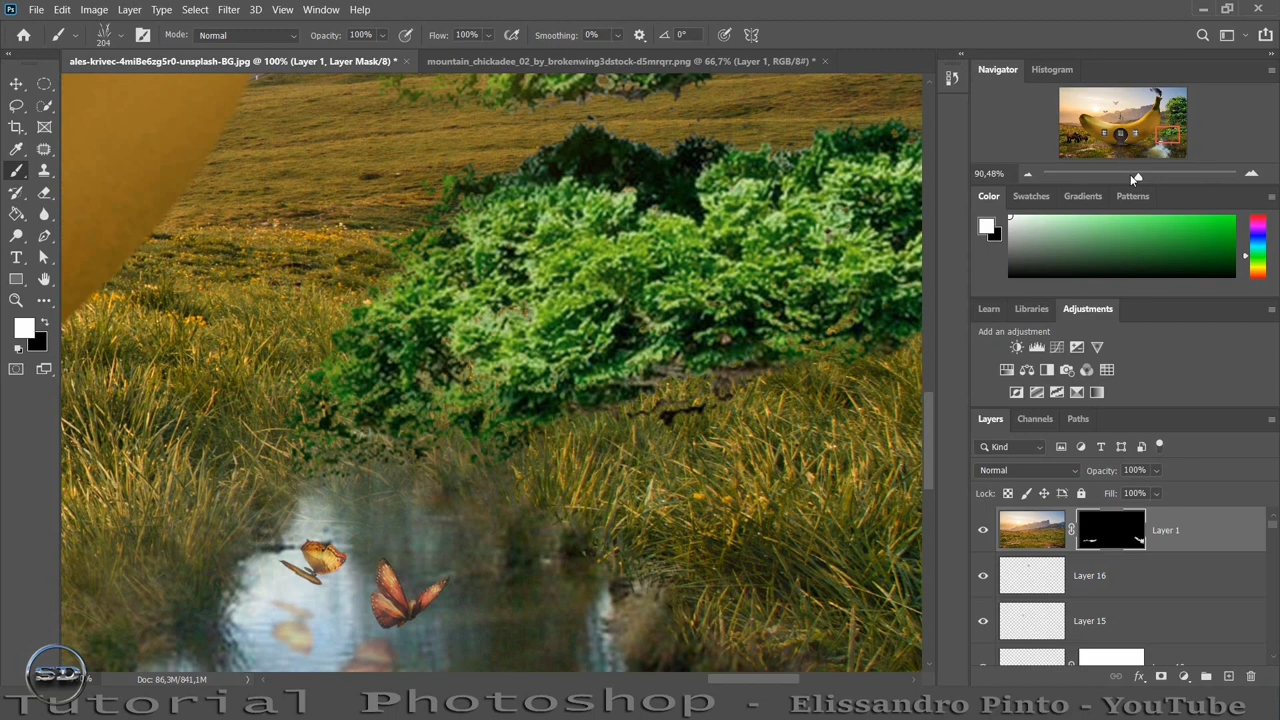 Ps File Edit Image Layer Type Select Filter 3D View Window Help
204 Mode: Normal Opacity: 100% Flow: 100% Smoothing: 0% 0°
ales-krivec-4miBe6zg5r0-unsplash-BG.jpg @ 100% (Layer 1, Layer Mask/8) * mountain_chickadee_02_by_brokenwing3dstock-d5mrqrr.png @ 66,7% (Layer 1, RGB/8#) *
Navigator Histogram
90,48%
Color Swatches Gradients Patterns
Learn Libraries Adjustments
Add an adjustment
Layers Channels Paths
Kind
Normal Opacity: 100%
Lock: Fill: 100%
Layer 1
Layer 16
Layer 15
SD
Doc: 86,3M/841,1M
Tutorial Photoshop - Elissandro Pinto - YouTube